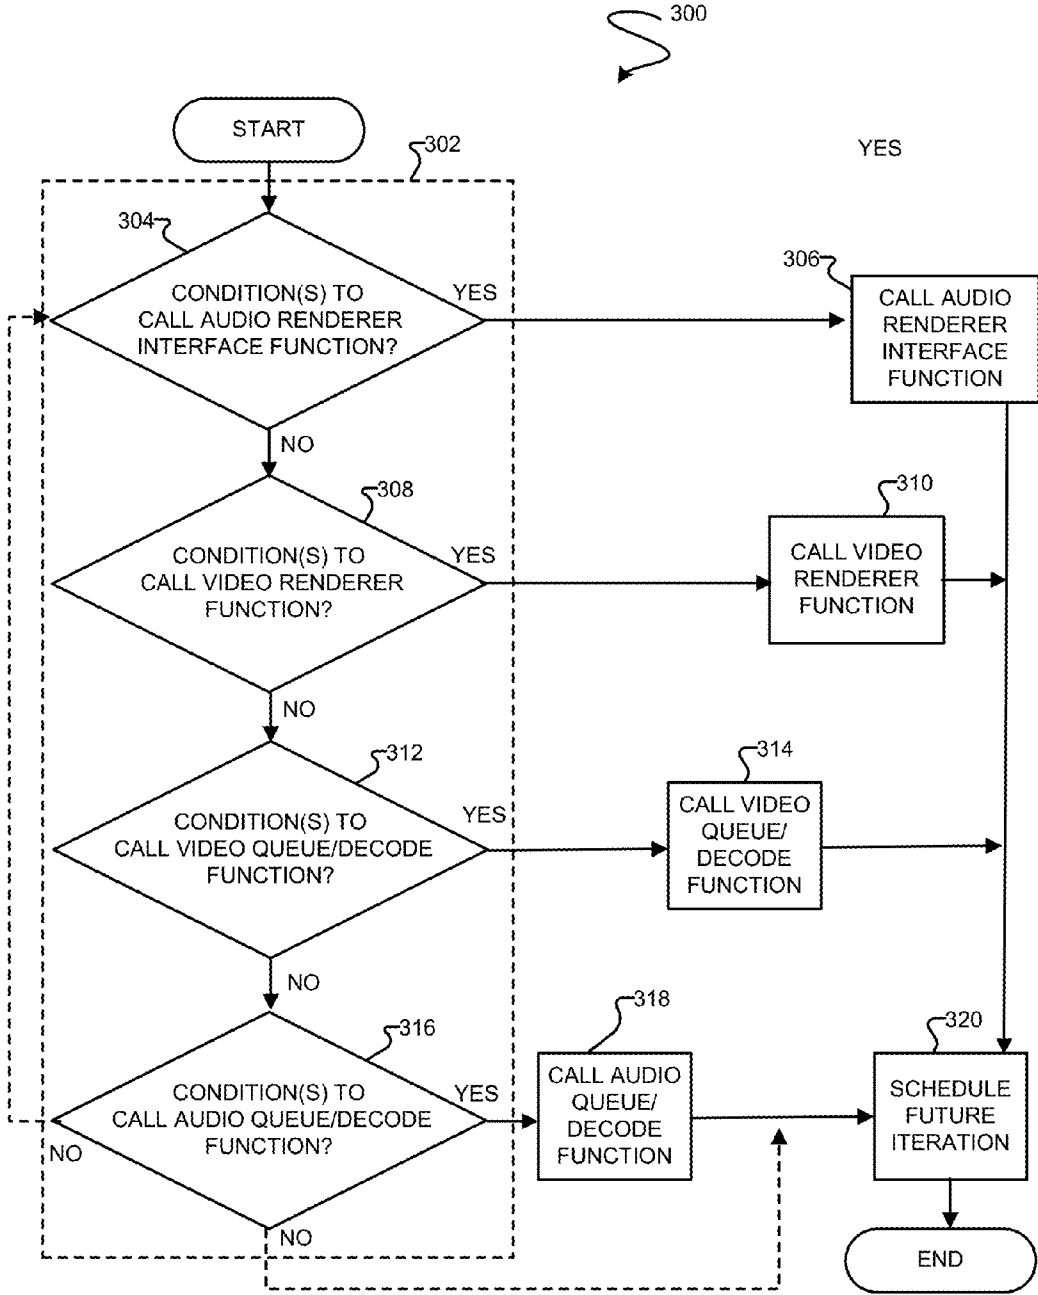 300
START
302
YES
304
CONDITION(S) TO
CALL AUDIO RENDERER
INTERFACE FUNCTION?
YES
306
CALL AUDIO
RENDERER
INTERFACE
FUNCTION
NO
308
CONDITION(S) TO
CALL VIDEO RENDERER
FUNCTION?
YES
310
CALL VIDEO
RENDERER
FUNCTION
NO
312
CONDITION(S) TO
CALL VIDEO QUEUE/DECODE
FUNCTION?
YES
314
CALL VIDEO
QUEUE/
DECODE
FUNCTION
NO
316
CONDITION(S) TO
CALL AUDIO QUEUE/DECODE
FUNCTION?
YES
NO
NO
318
CALL AUDIO
QUEUE/
DECODE
FUNCTION
320
SCHEDULE
FUTURE
ITERATION
END